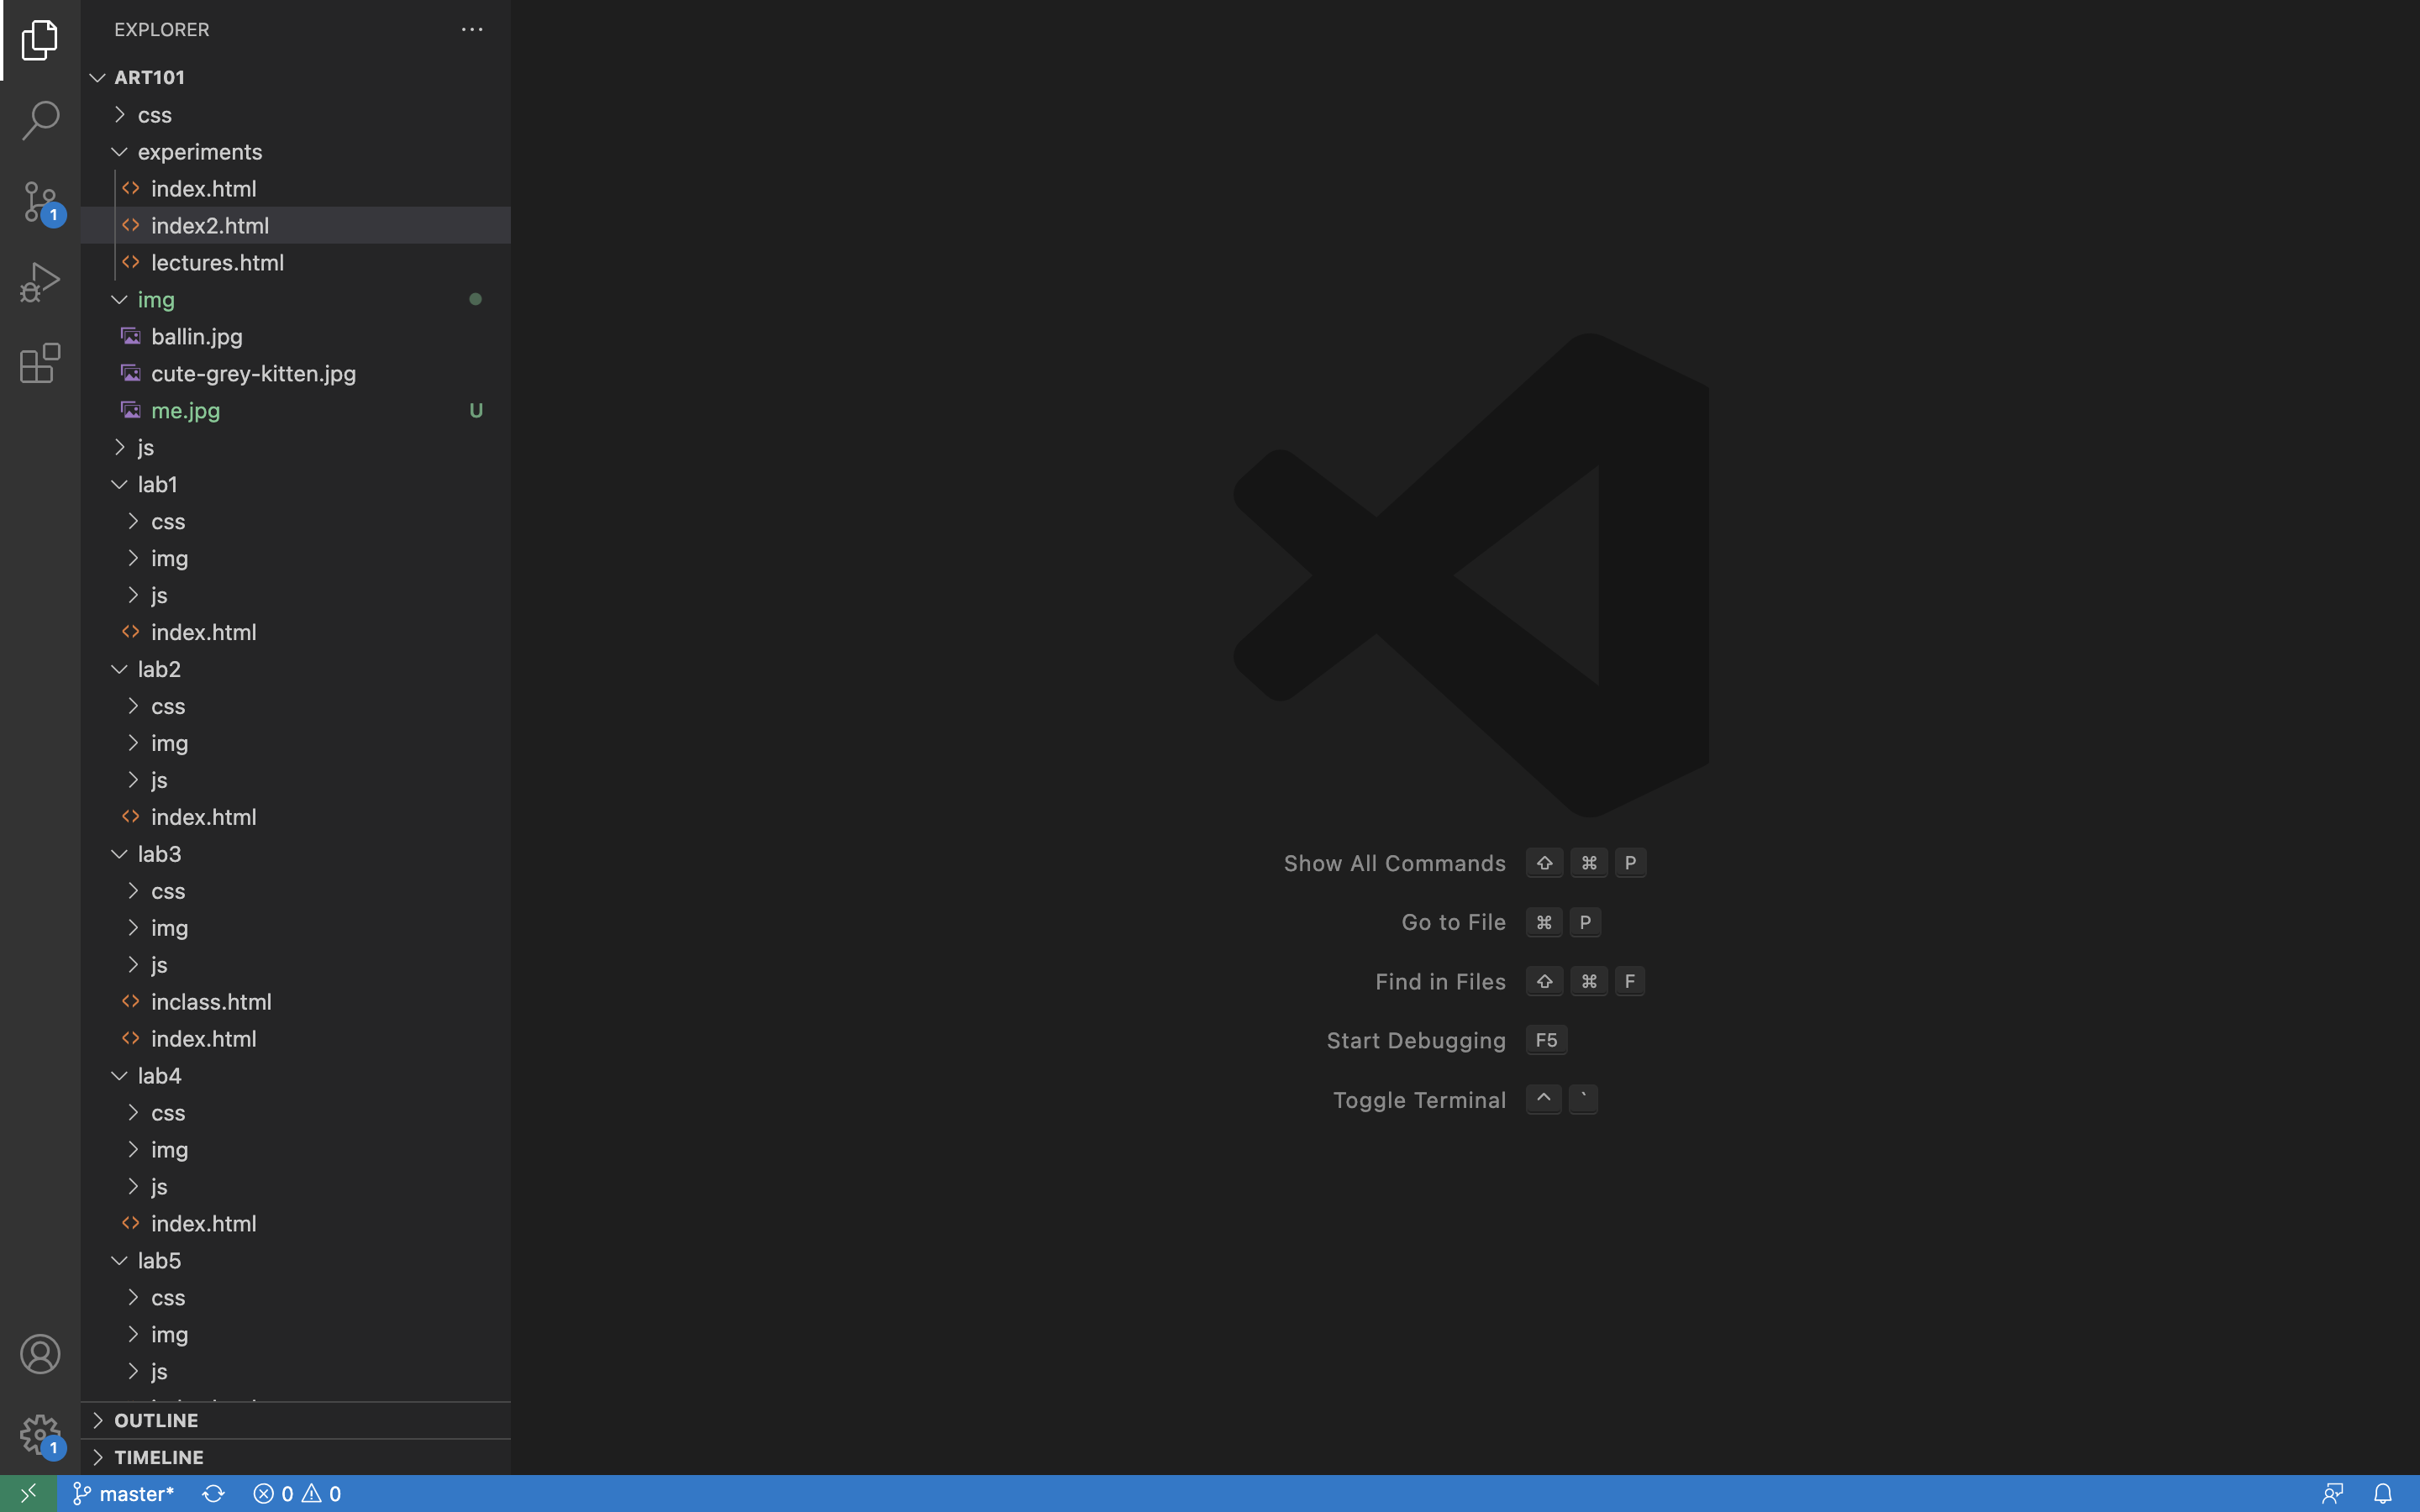 EXPLORER
ART101
css
experiments
index.html
index2.html
lectures.html
img
ballin.jpg
cute-grey-kitten.jpg
me.jpg U
js
lab1
css
img
js
index.html
lab2
css
img
js
index.html
lab3
css
img
js
inclass.html
index.html
lab4
css
img
js
index.html
lab5
css
img
js
OUTLINE
TIMELINE
1
1
Show All Commands ⇧ ⌘ P
Go to File ⌘ P
Find in Files ⇧ ⌘ F
Start Debugging F5
Toggle Terminal ^ `
master* 0 0